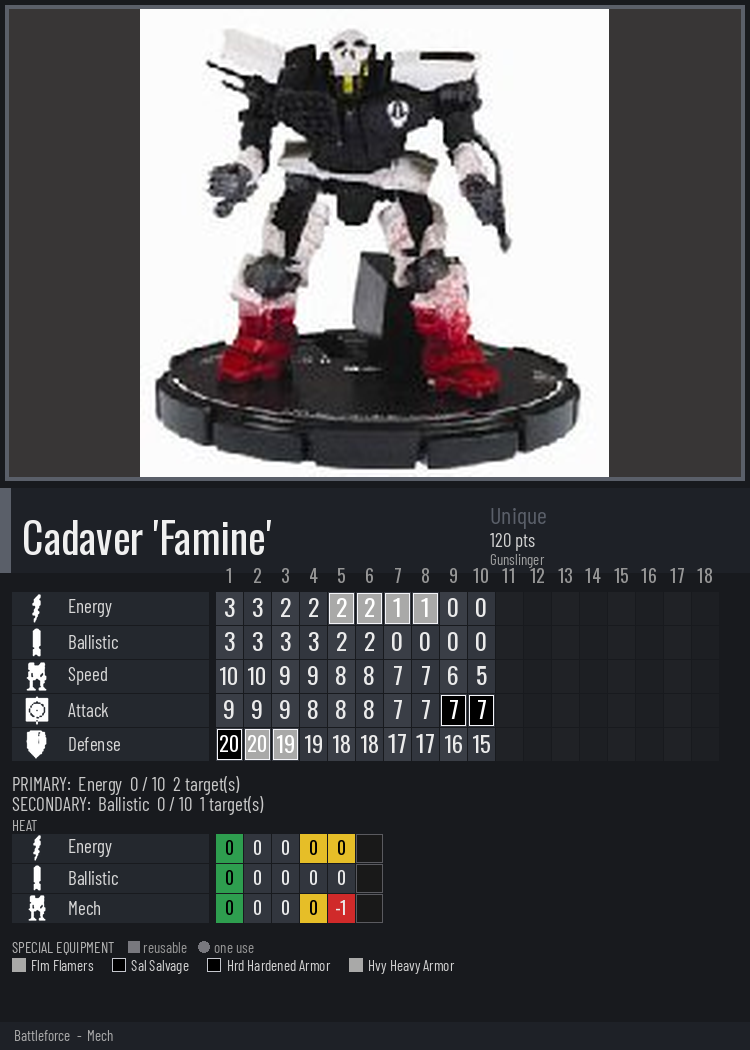 Cadaver 'Famine'
Unique
120 pts
Gunslinger
1 2 3 4 5 6 7 8 9 10 11 12 13 14 15 16 17 18
Energy 3 3 2 2 2 2 1 1 0 0
Ballistic 3 3 3 3 2 2 0 0 0 0
Speed 10 10 9 9 8 8 7 7 6 5
Attack 9 9 9 8 8 8 7 7 7 7
Defense 20 20 19 19 18 18 17 17 16 15
PRIMARY: Energy 0 / 10 2 target(s)
SECONDARY: Ballistic 0 / 10 1 target(s)
HEAT
Energy 0 0 0 0 0
Ballistic 0 0 0 0 0
Mech 0 0 0 0 -1
SPECIAL EQUIPMENT reusable one use
Flm Flamers Sal Salvage Hrd Hardened Armor Hvy Heavy Armor
Battleforce - Mech